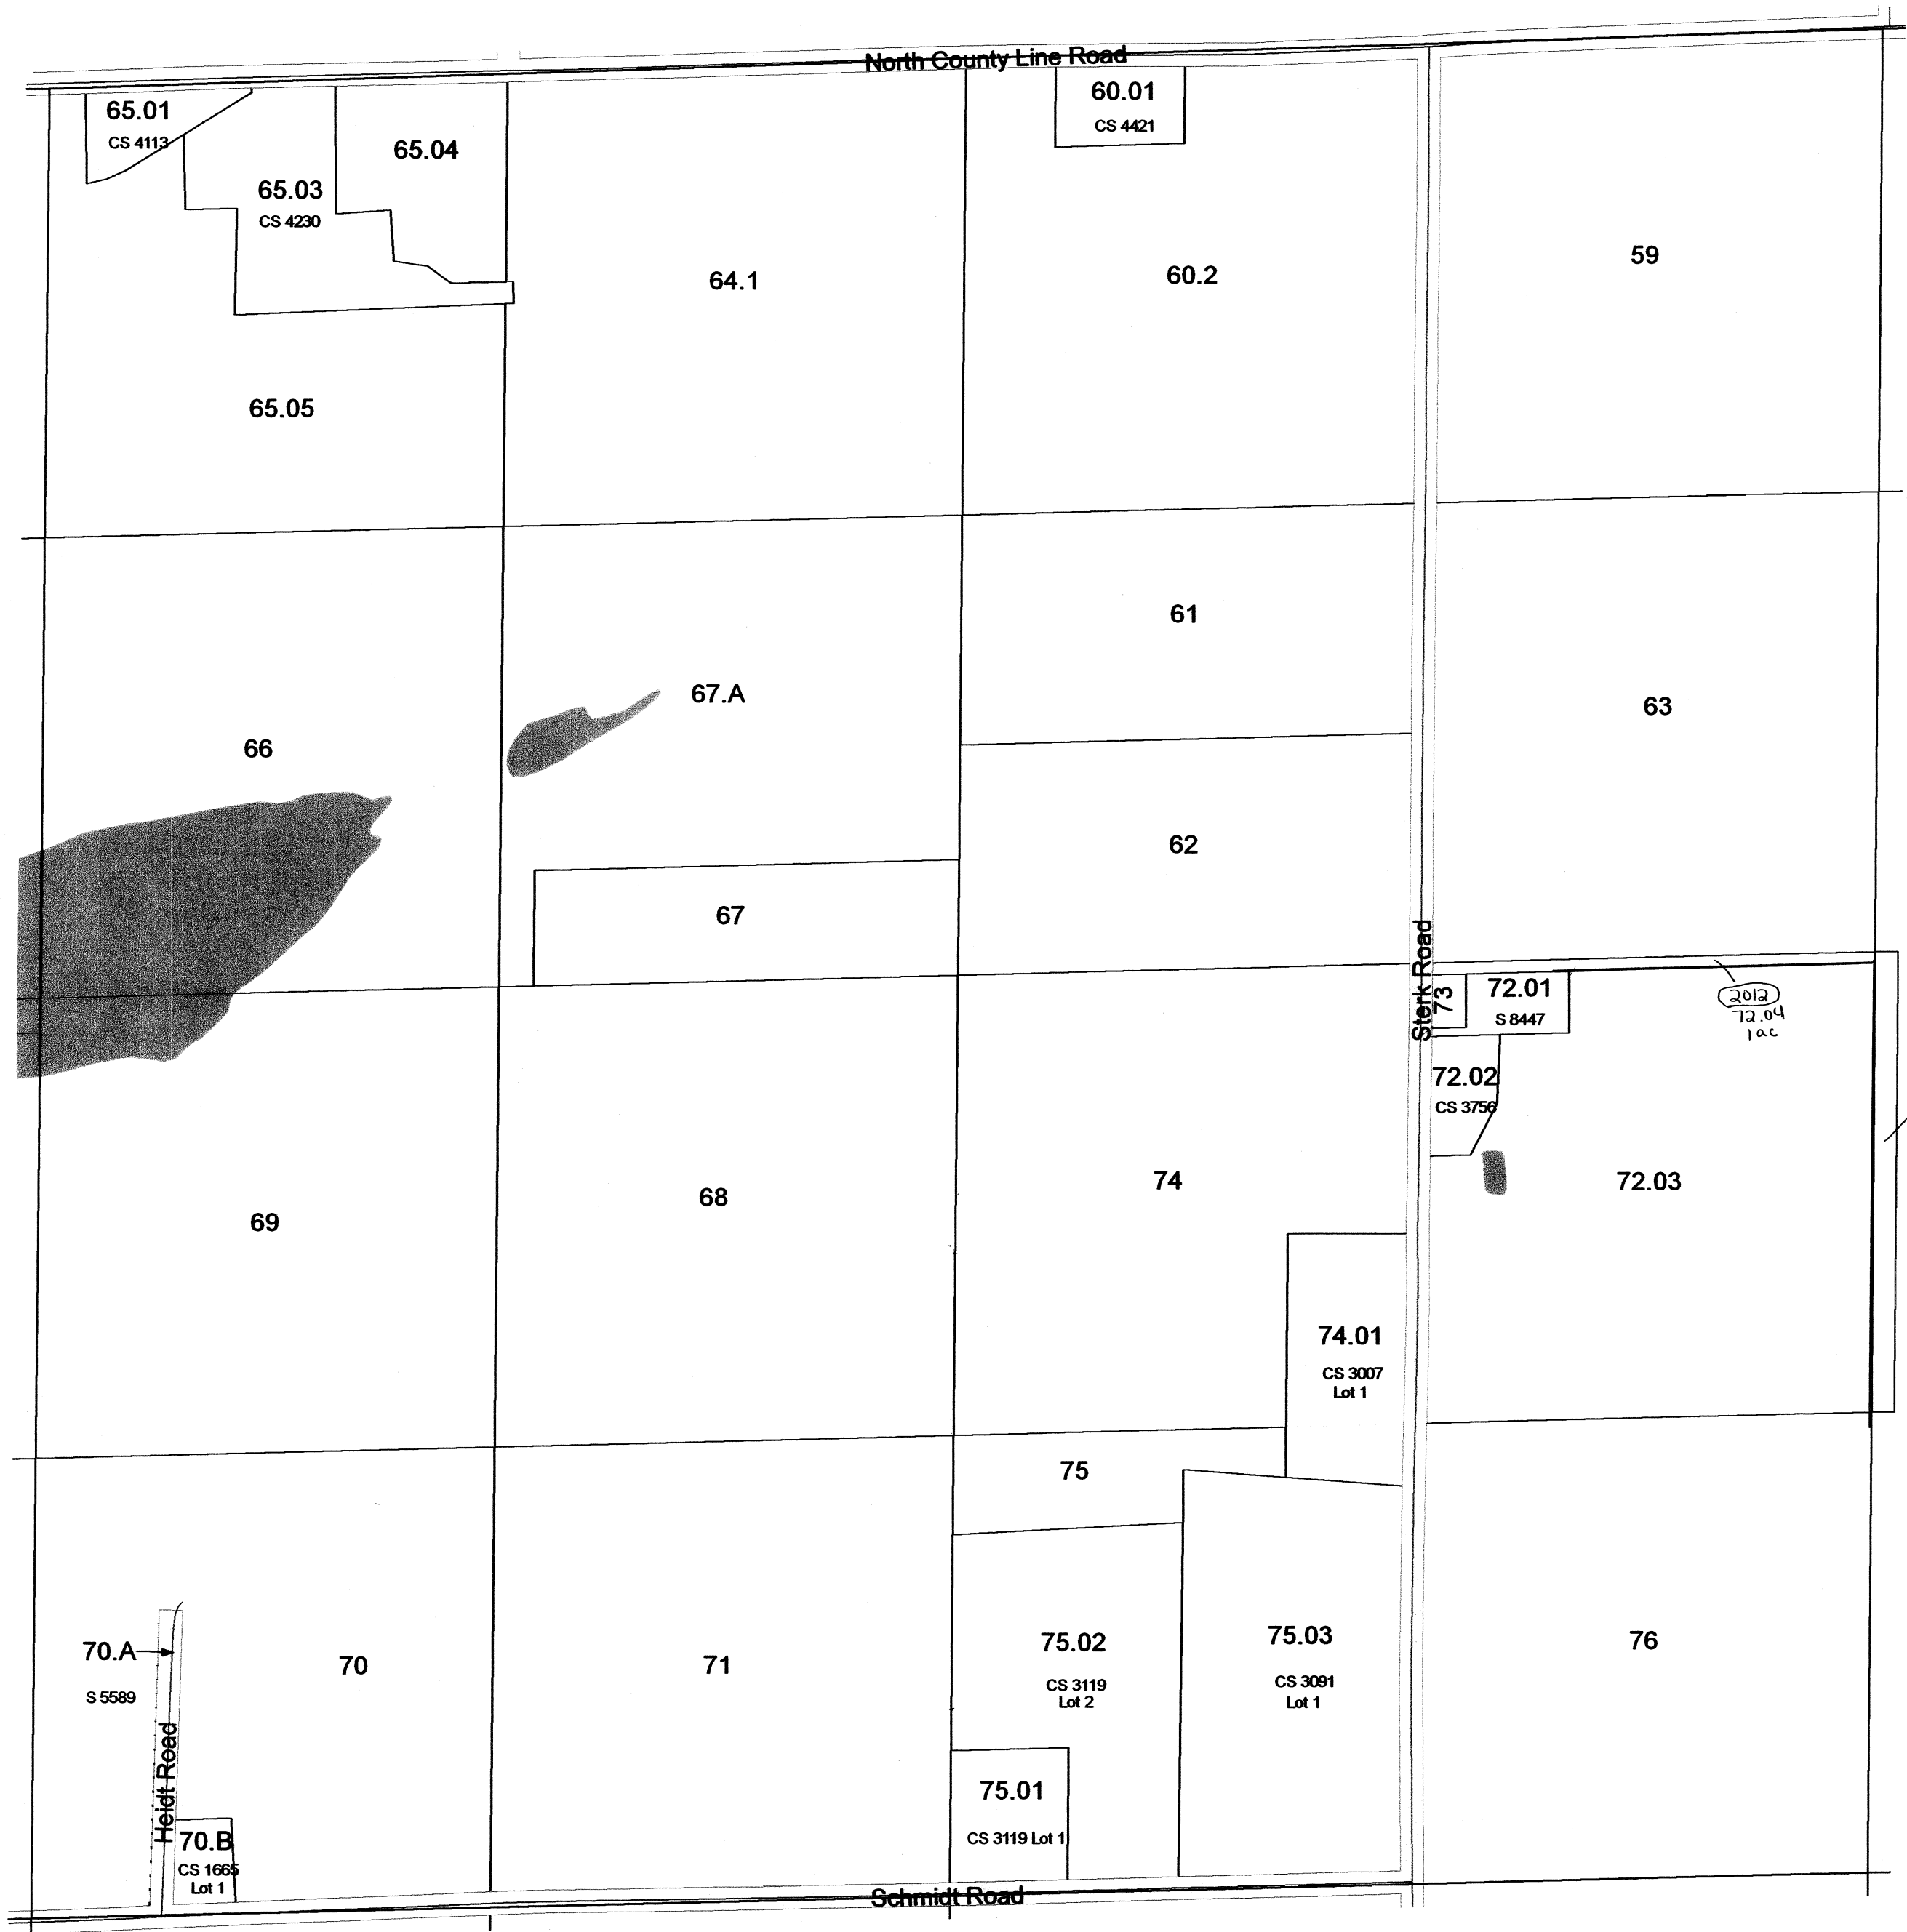 North County Line Road
65.01
CS 4113
65.03
CS 4230
65.04
60.01
CS 4421
64.1
60.2
59
65.05
61
67.A
63
66
62
67
Sterk Road
73
72.01
S 8447
2012
72.04
1 ac
72.02
CS 3756
74
72.03
68
69
74.01
CS 3007
Lot 1
75
70.A
S 5589
70
71
75.02
CS 3119
Lot 2
75.03
CS 3091
Lot 1
76
Heidt Road
70.B
CS 1665
Lot 1
75.01
CS 3119 Lot 1
Schmidt Road